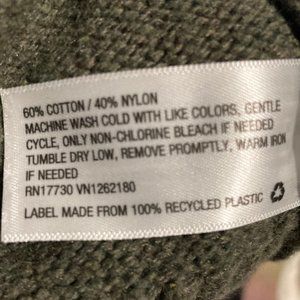 60% COTTON / 40% NYLON
MACHINE WASH COLD WITH LIKE COLORS, GENTLE
CYCLE, ONLY NON-CHLORINE BLEACH IF NEEDED
TUMBLE DRY LOW, REMOVE PROMPTLY, WARM IRON
IF NEEDED
RN17730 VN1262180
LABEL MADE FROM 100% RECYCLED PLASTIC